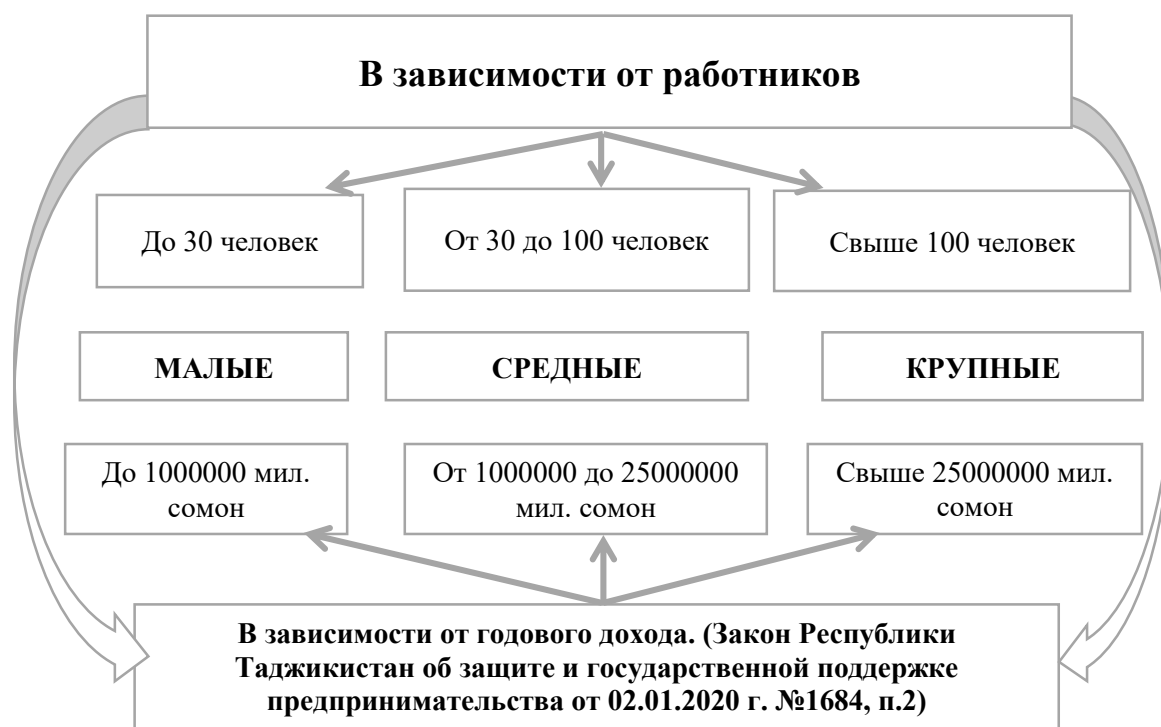 В зависимости от работников
До 30 человек
От 30 до 100 человек
Свыше 100 человек
МАЛЫЕ
СРЕДНЫЕ
КРУПНЫЕ
До 1000000 мил.
сомон
От 1000000 до 25000000
мил. сомон
Свыше 25000000 мил.
сомон
В зависимости от годового дохода. (Закон Республики
Таджикистан об защите и государственной поддержке
предпринимательства от 02.01.2020 г. №1684, п.2)